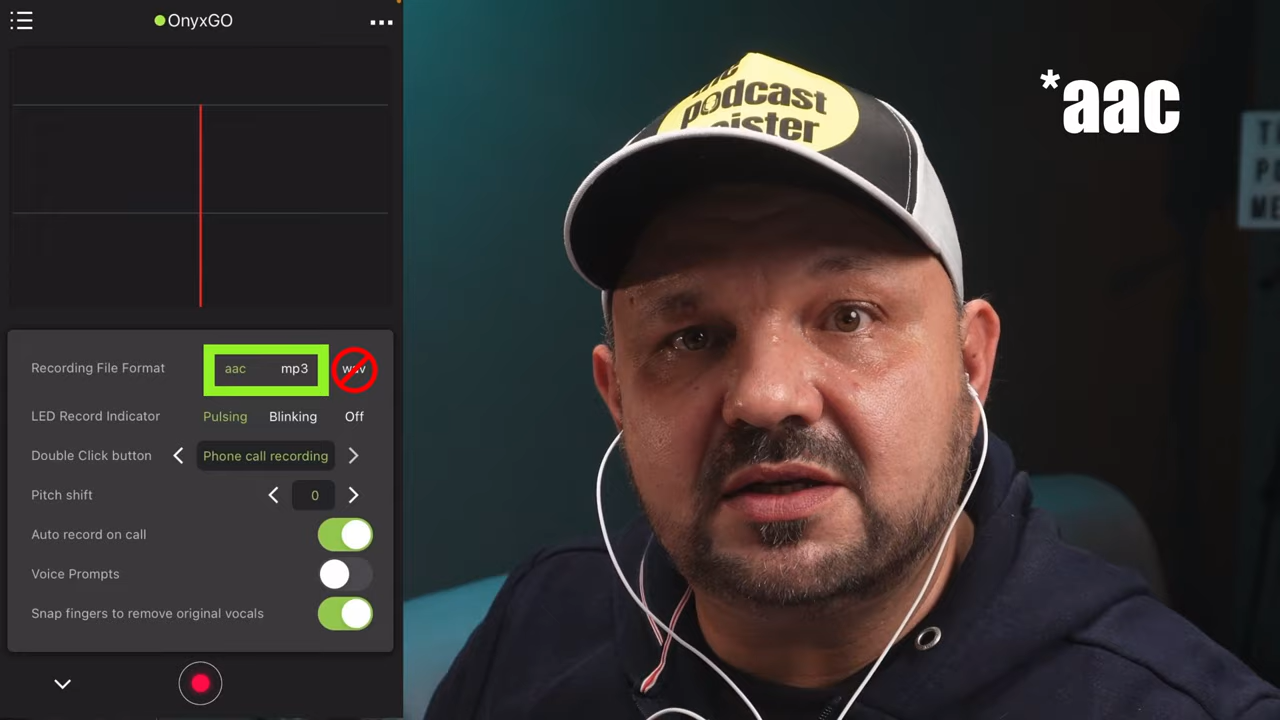 OnyxGO
Recording File Format aac mp3 wav
LED Record Indicator Pulsing Blinking Off
Double Click button Phone call recording
Pitch shift 0
Auto record on call
Voice Prompts
Snap fingers to remove original vocals
podcast
*aac